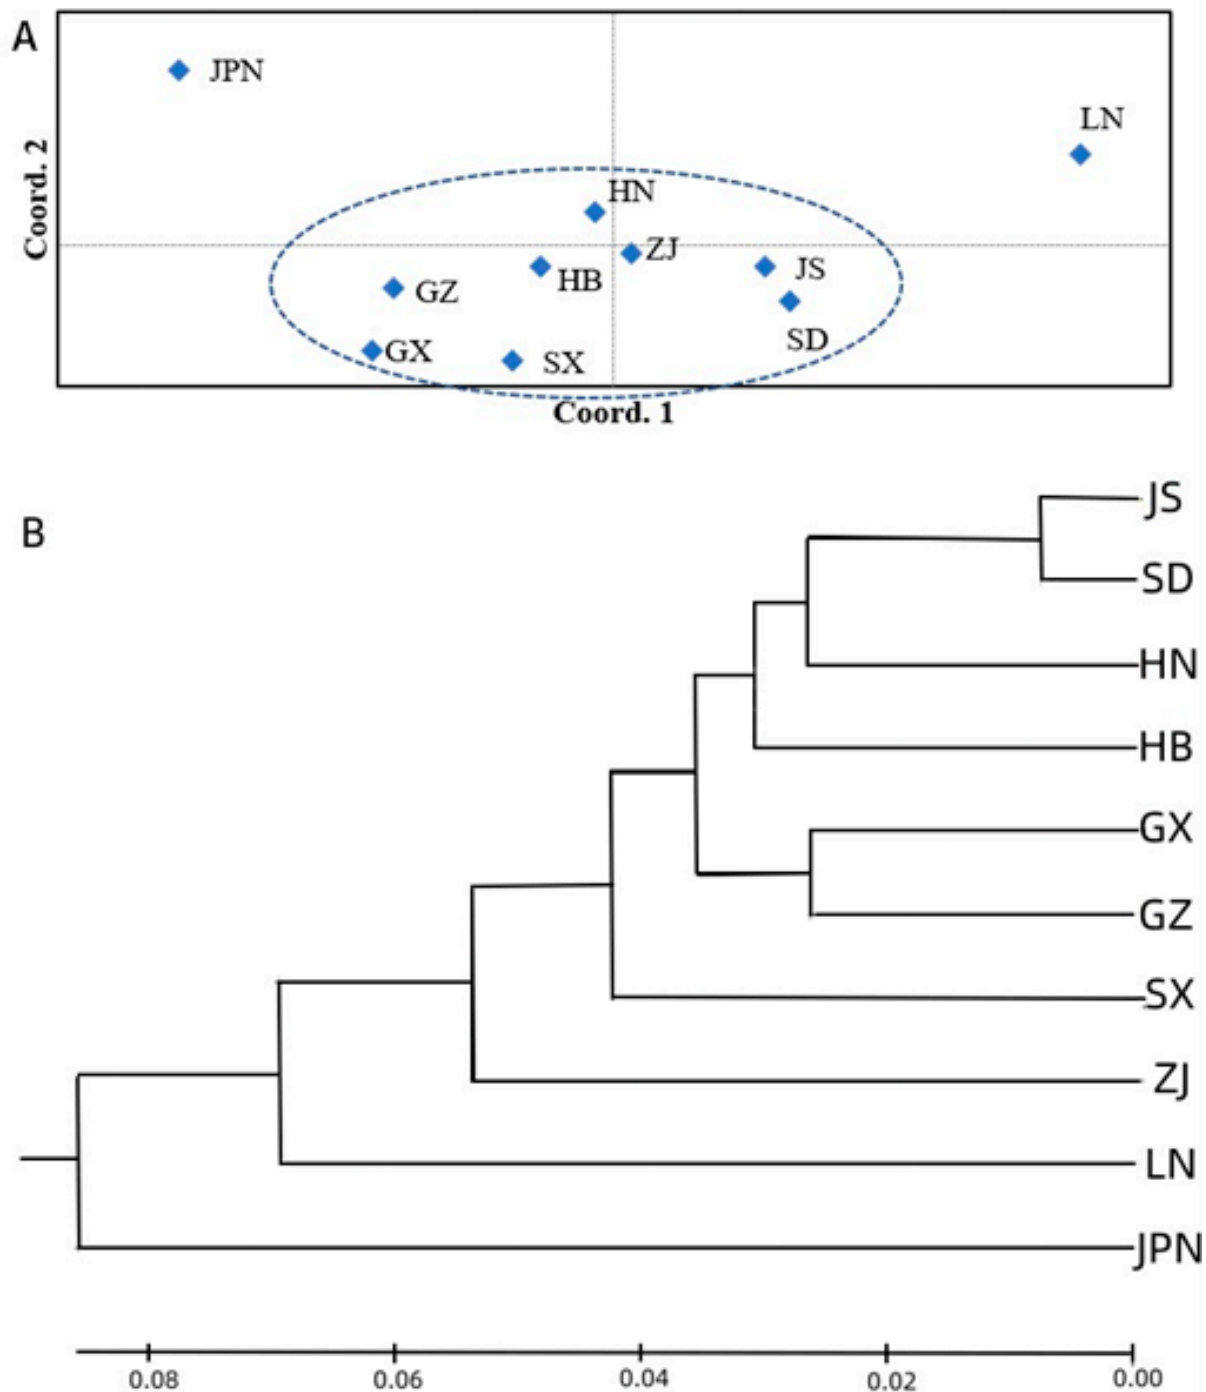 A
JPN
LN
HN
ZJ
HB
JS
GZ
SD
GX
SX
Coord. 2
Coord. 1
B
JS
SD
HN
HB
GX
GZ
SX
ZJ
LN
JPN
0.08 0.06 0.04 0.02 0.00